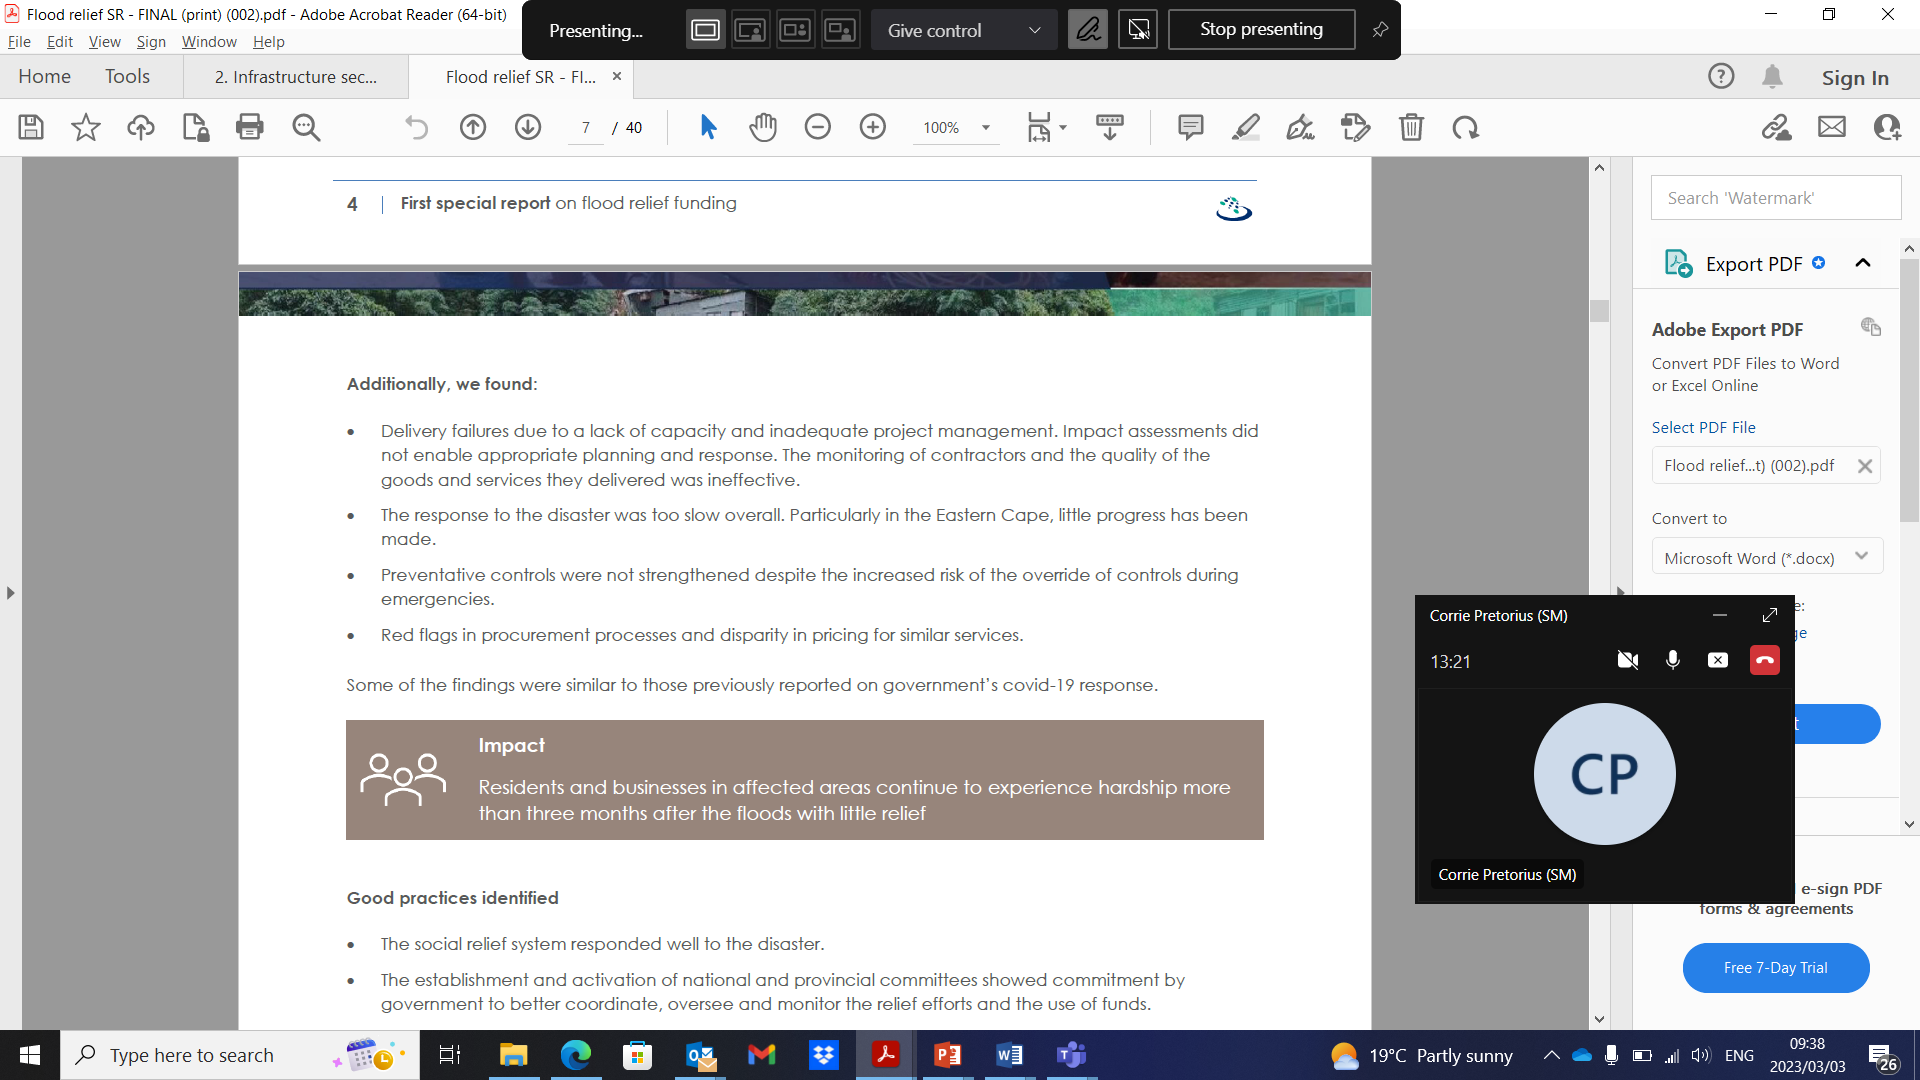 Flood relief SR - FINAL (print) (002).pdf - Adobe Acrobat Reader (64-bit)
Presenting...
Give control
Stop presenting
File Edit View Sign Window Help
Home Tools
2. Infrastructure sec...
Flood relief SR - FI... ×
Sign In
7 / 40
100%
4 | First special report on flood relief funding
Additionally, we found:
• Delivery failures due to a lack of capacity and inadequate project management. Impact assessments did
not enable appropriate planning and response. The monitoring of contractors and the quality of the
goods and services they delivered was ineffective.
• The response to the disaster was too slow overall. Particularly in the Eastern Cape, little progress has been
made.
• Preventative controls were not strengthened despite the increased risk of the override of controls during
emergencies.
• Red flags in procurement processes and disparity in pricing for similar services.
Some of the findings were similar to those previously reported on government's covid-19 response.
Impact
Residents and businesses in affected areas continue to experience hardship more
than three months after the floods with little relief
Good practices identified
• The social relief system responded well to the disaster.
• The establishment and activation of national and provincial committees showed commitment by
government to better coordinate, oversee and monitor the relief efforts and the use of funds.
Search 'Watermark'
Export PDF
Adobe Export PDF
Convert PDF Files to Word
or Excel Online
Select PDF File
Flood relief...t) (002).pdf
Convert to
Microsoft Word (*.docx)
e:
ge
t
Corrie Pretorius (SM)
13:21
CP
Corrie Pretorius (SM)
e-sign PDF
forms & agreements
Free 7-Day Trial
Type here to search
19°C Partly sunny
ENG
09:38
2023/03/03
26